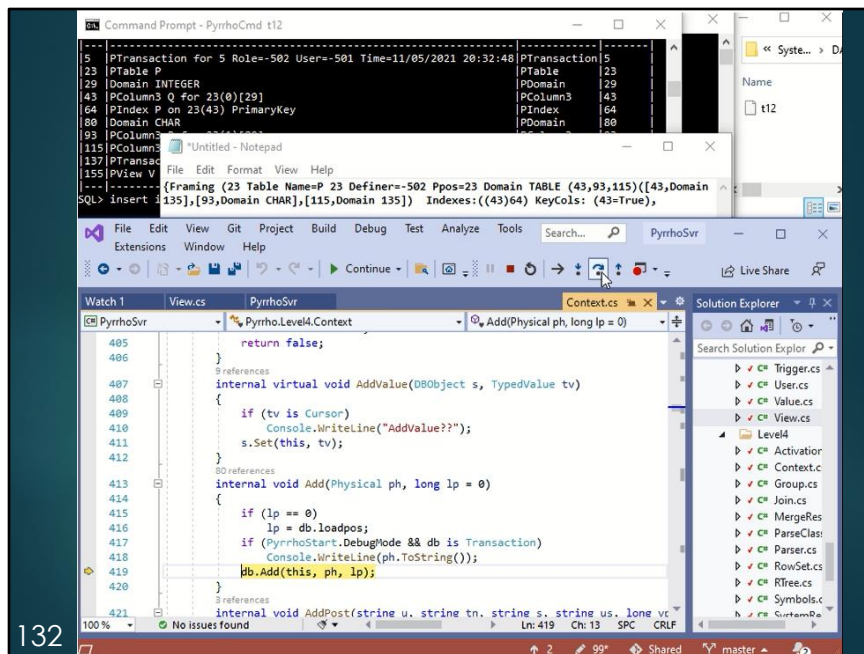 Command Prompt - PyrrhoCmd t12
|---|---|---|---|
|5 |PTransaction for 5 Role=-502 User=-501 Time=11/05/2021 20:32:48|PTransaction|5 |
|23 |PTable P |PTable |23 |
|29 |Domain INTEGER |PDomain |29 |
|43 |PColumn3 Q for 23(0)[29] |PColumn3 |43 |
|64 |PIndex P on 23(43) PrimaryKey |PIndex |64 |
|80 |Domain CHAR |PDomain |80 |
|93 |PColumn3
|115|PColumn3
|137|PTransac
|155|PView V
|---|
SQL> insert i
« Syste... > DA
Name
t12
*Untitled - Notepad
File Edit Format View Help
{Framing (23 Table Name=P 23 Definer=-502 Ppos=23 Domain TABLE (43,93,115)([43,Domain
135],[93,Domain CHAR],[115,Domain 135]) Indexes:((43)64) KeyCols: (43=True),
File Edit View Git Project Build Debug Test Analyze Tools Search... PyrrhoSvr
Extensions Window Help
Continue Live Share
Watch 1 View.cs PyrrhoSvr Context.cs Solution Explorer
PyrrhoSvr Pyrrho.Level4.Context Add(Physical ph, long lp = 0)
Search Solution Explor
405 return false;
406 }
9 references
407 internal virtual void AddValue(DBObject s, TypedValue tv)
408 {
409 if (tv is Cursor)
410 Console.WriteLine("AddValue??");
411 s.Set(this, tv);
412 }
80 references
413 internal void Add(Physical ph, long lp = 0)
414 {
415 if (lp == 0)
416 lp = db.loadpos;
417 if (PyrrhoStart.DebugMode && db is Transaction)
418 Console.WriteLine(ph.ToString());
419 db.Add(this, ph, lp);
420 }
3 references
421 internal void AddPost(string u, string tn, string s, string us, long vp
C# Trigger.cs
C# User.cs
C# Value.cs
C# View.cs
Level4
C# Activation
C# Context.c
C# Group.cs
C# Join.cs
C# MergeRes
C# ParseClass
C# Parser.cs
C# RowSet.cs
C# RTree.cs
C# Symbols.c
C# SystemRe
100 % No issues found Ln: 419 Ch: 13 SPC CRLF
2 99* Shared master 2
132